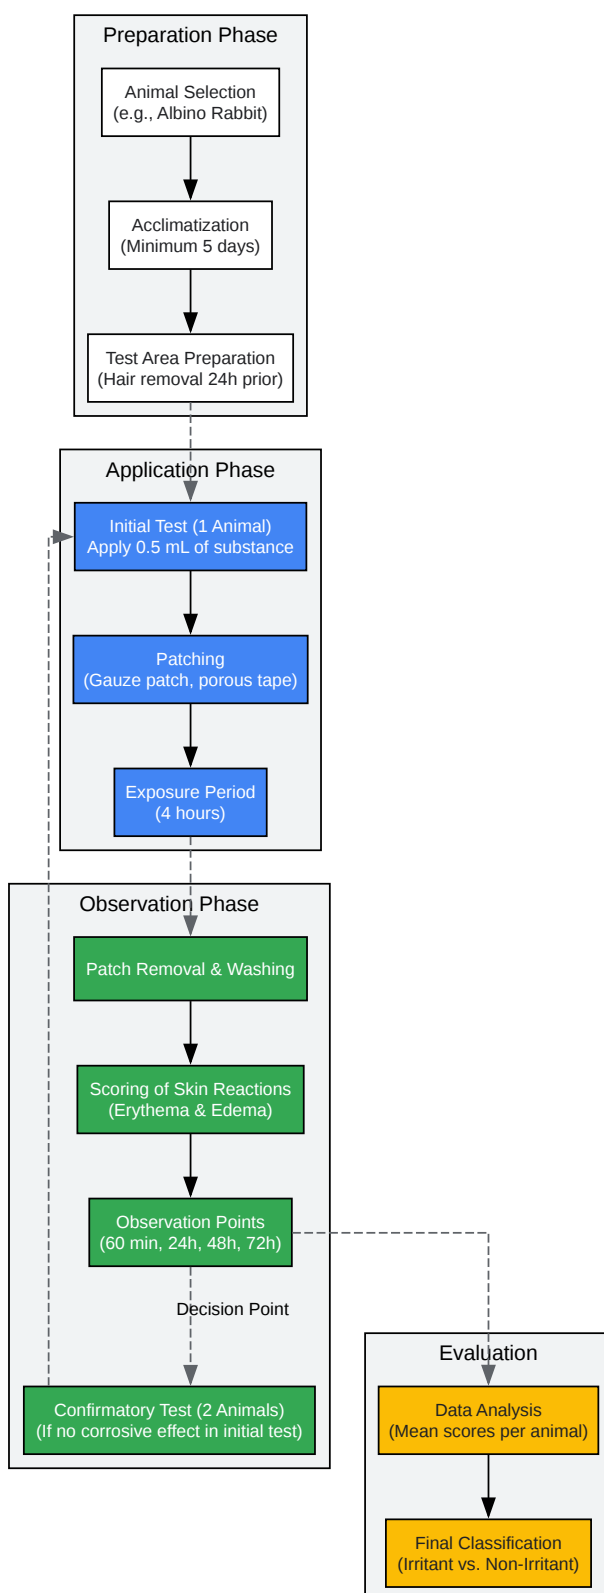 Preparation Phase
Animal Selection
(e.g., Albino Rabbit)
Acclimatization
(Minimum 5 days)
Test Area Preparation
(Hair removal 24h prior)
Application Phase
Initial Test (1 Animal)
Apply 0.5 mL of substance
Patching
(Gauze patch, porous tape)
Exposure Period
(4 hours)
Observation Phase
Patch Removal & Washing
Scoring of Skin Reactions
(Erythema & Edema)
Observation Points
(60 min, 24h, 48h, 72h)
Decision Point
Confirmatory Test (2 Animals)
(If no corrosive effect in initial test)
Evaluation
Data Analysis
(Mean scores per animal)
Final Classification
(Irritant vs. Non-Irritant)